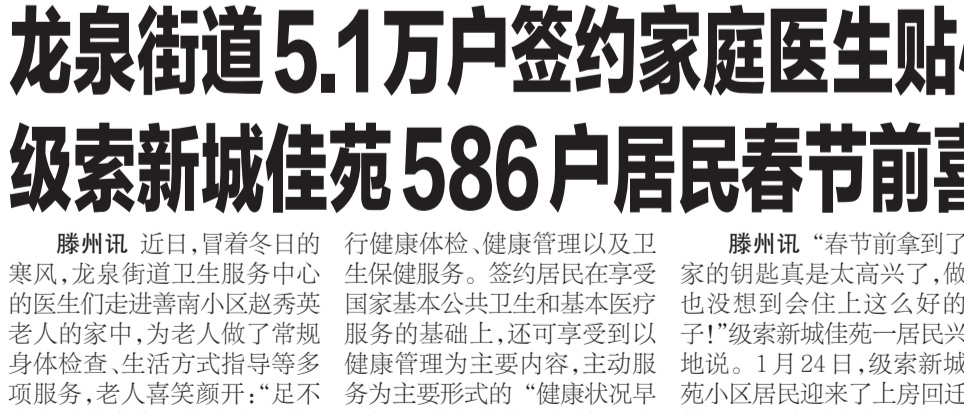 龙泉街道5.1万户签约家庭医生贴
级索新城佳苑586户居民春节前喜
滕州讯 近日,冒着冬日的
寒风,龙泉街道卫生服务中心
的医生们走进善南小区赵秀英
老人的家中,为老人做了常规
身体检查、生活方式指导等多
项服务,老人喜笑颜开:“足不
行健康体检、健康管理以及卫
生保健服务。签约居民在享受
国家基本公共卫生和基本医疗
服务的基础上,还可享受到以
健康管理为主要内容,主动服
务为主要形式的“健康状况早
滕州讯 “春节前拿到了
家的钥匙真是太高兴了,做
也没想到会住上这么好的
子!”级索新城佳苑一居民兴
地说。1月24日,级索新城
苑小区居民迎来了上房回迁